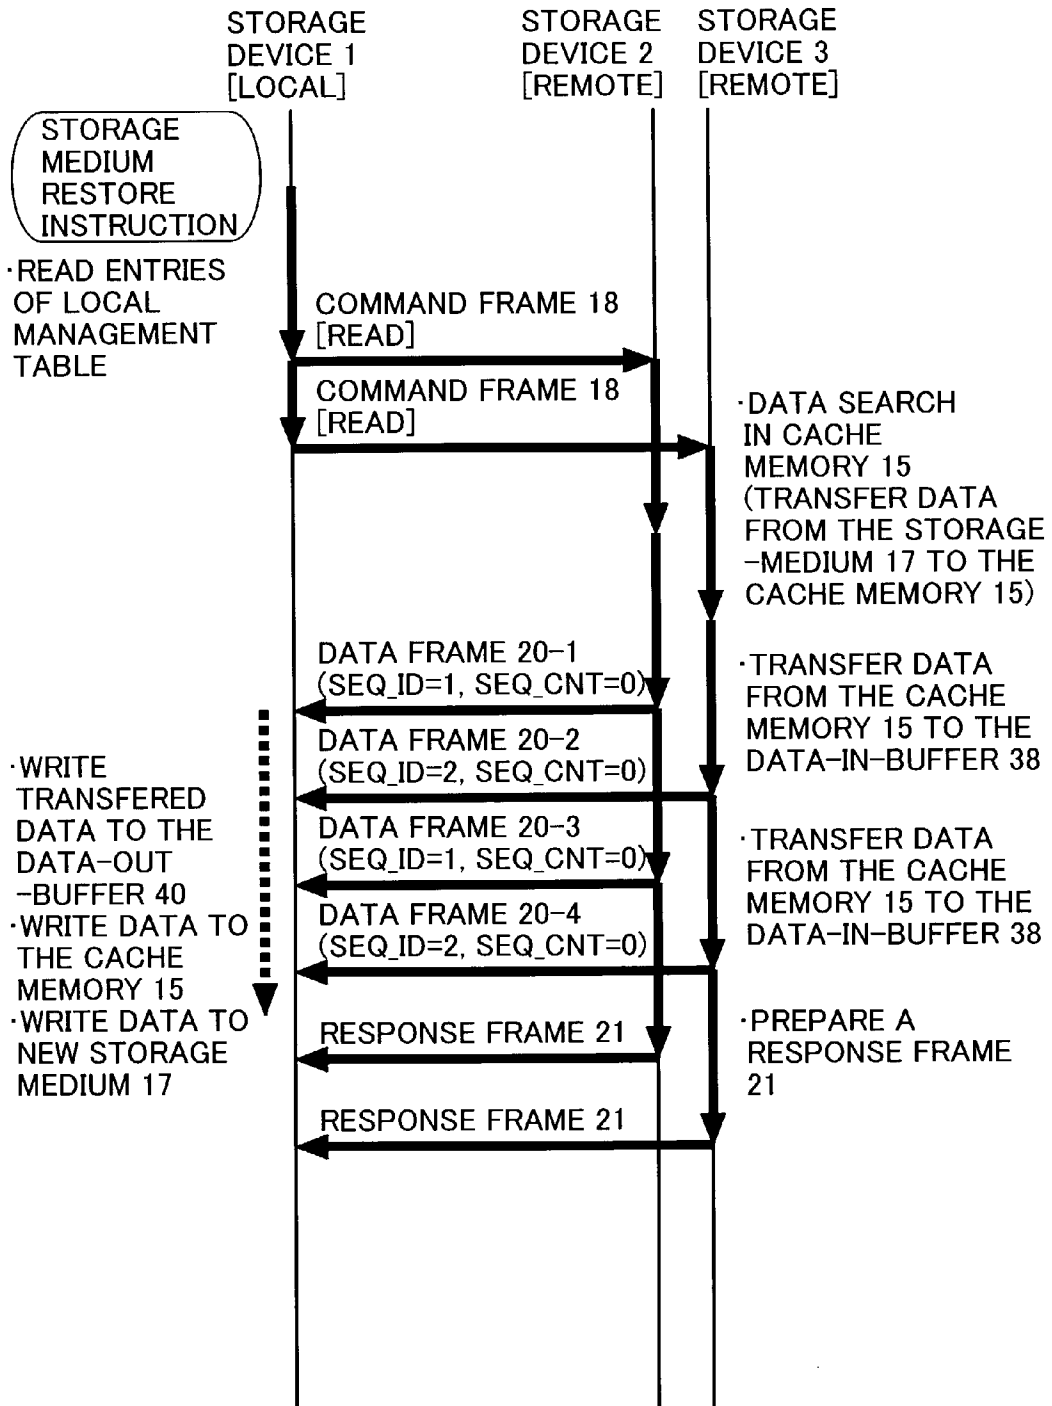 STORAGE
DEVICE 1
[LOCAL]
STORAGE
DEVICE 2
[REMOTE]
STORAGE
DEVICE 3
[REMOTE]
STORAGE
MEDIUM
RESTORE
INSTRUCTION
·READ ENTRIES
OF LOCAL
MANAGEMENT
TABLE
COMMAND FRAME 18
[READ]
COMMAND FRAME 18
[READ]
·DATA SEARCH
IN CACHE
MEMORY 15
(TRANSFER DATA
FROM THE STORAGE
-MEDIUM 17 TO THE
CACHE MEMORY 15)
DATA FRAME 20-1
(SEQ_ID=1, SEQ_CNT=0)
DATA FRAME 20-2
(SEQ_ID=2, SEQ_CNT=0)
DATA FRAME 20-3
(SEQ_ID=1, SEQ_CNT=0)
DATA FRAME 20-4
(SEQ_ID=2, SEQ_CNT=0)
·TRANSFER DATA
FROM THE CACHE
MEMORY 15 TO THE
DATA-IN-BUFFER 38
·TRANSFER DATA
FROM THE CACHE
MEMORY 15 TO THE
DATA-IN-BUFFER 38
·WRITE
TRANSFERED
DATA TO THE
DATA-OUT
-BUFFER 40
·WRITE DATA TO
THE CACHE
MEMORY 15
·WRITE DATA TO
NEW STORAGE
MEDIUM 17
RESPONSE FRAME 21
·PREPARE A
RESPONSE FRAME
21
RESPONSE FRAME 21